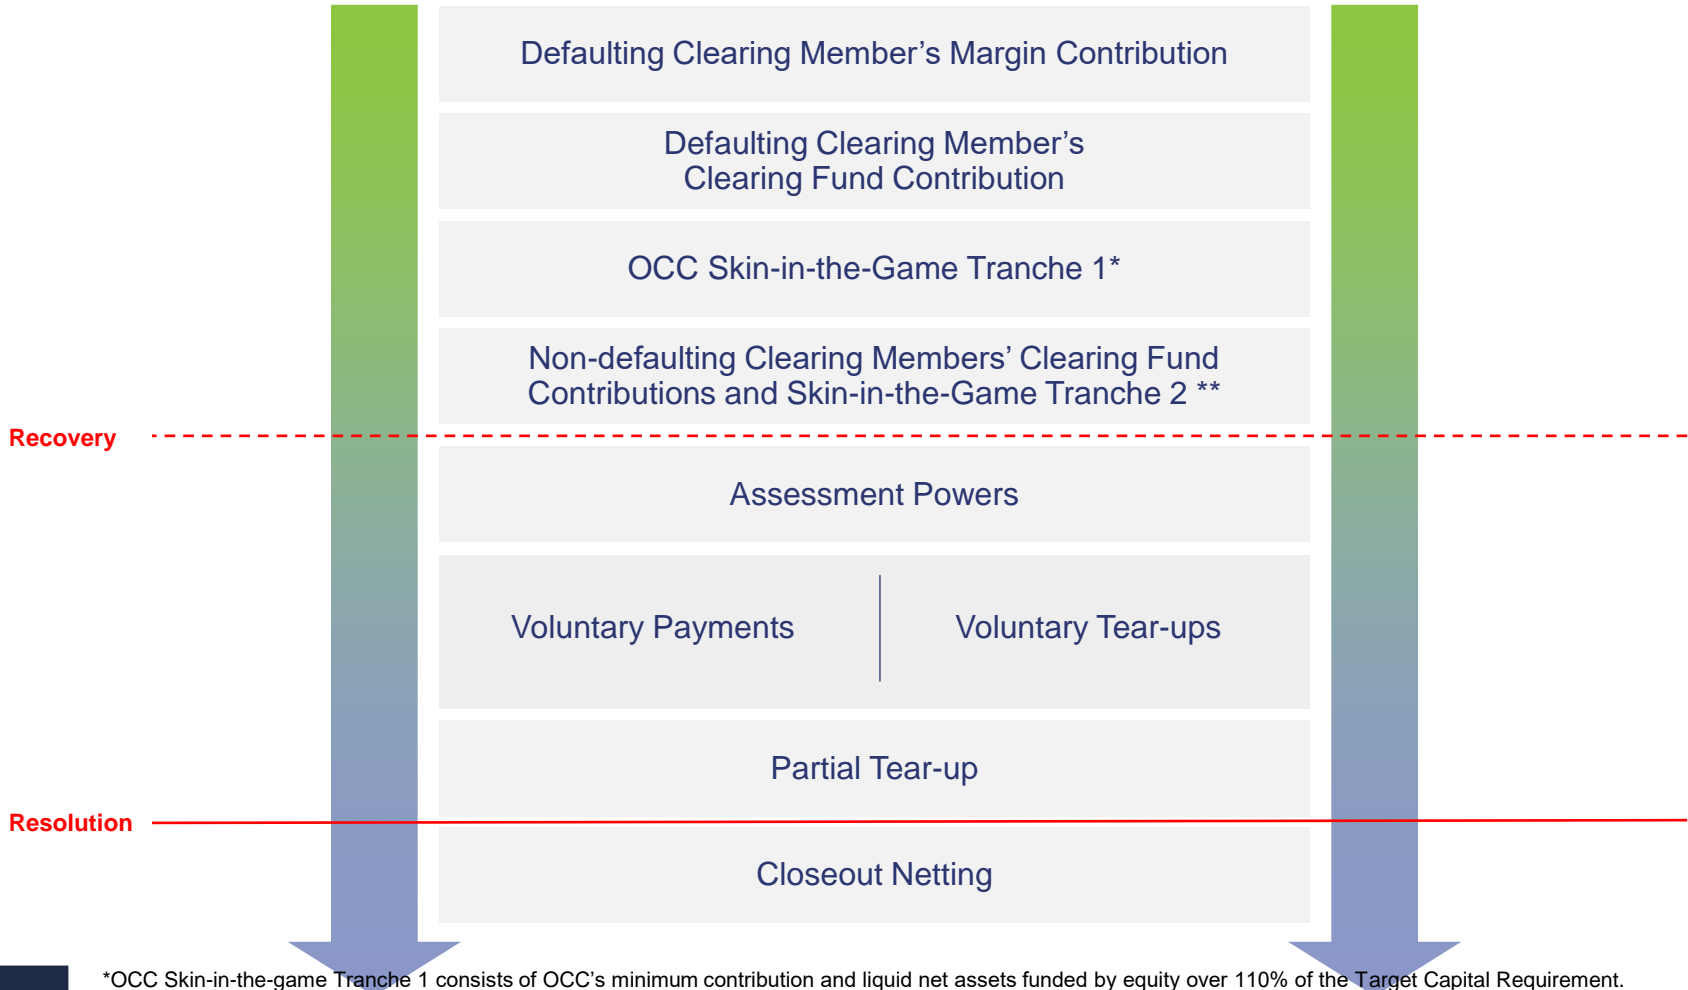 Defaulting Clearing Member’s Margin Contribution
Defaulting Clearing Member’s
Clearing Fund Contribution
OCC Skin-in-the-Game Tranche 1*
Non-defaulting Clearing Members’ Clearing Fund
Contributions and Skin-in-the-Game Tranche 2 **
Recovery
Assessment Powers
Voluntary Payments
Voluntary Tear-ups
Partial Tear-up
Resolution
Closeout Netting
*OCC Skin-in-the-game Tranche 1 consists of OCC’s minimum contribution and liquid net assets funded by equity over 110% of the Target Capital Requirement.